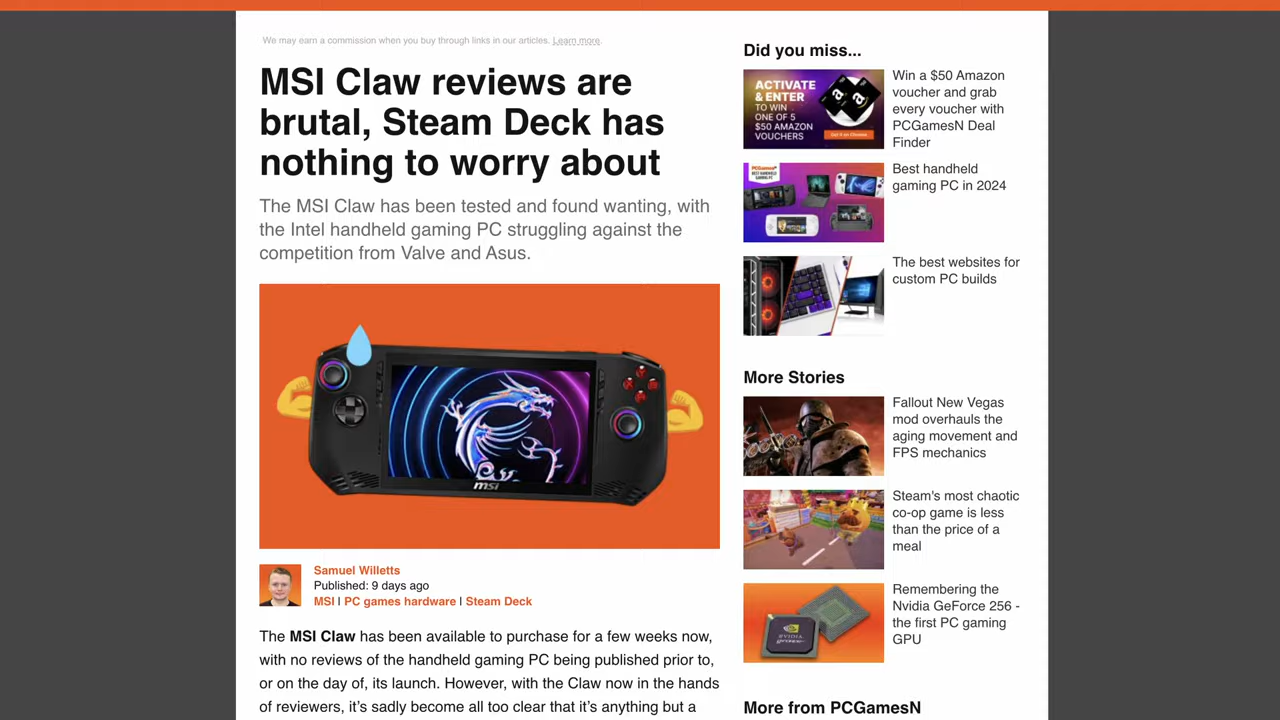 We may earn a commission when you buy through links in our articles. Learn more.
MSI Claw reviews are
brutal, Steam Deck has
nothing to worry about
The MSI Claw has been tested and found wanting, with
the Intel handheld gaming PC struggling against the
competition from Valve and Asus.
msi
Samuel Willetts
Published: 9 days ago
MSI | PC games hardware | Steam Deck
The MSI Claw has been available to purchase for a few weeks now,
with no reviews of the handheld gaming PC being published prior to,
or on the day of, its launch. However, with the Claw now in the hands
of reviewers, it’s sadly become all too clear that it’s anything but a
Did you miss...
ACTIVATE
& ENTER
TO WIN
ONE OF 5
$50 AMAZON
VOUCHERS
Win a $50 Amazon
voucher and grab
every voucher with
PCGamesN Deal
Finder
PCGamesN
BEST HANDHELD
GAMING PC
Best handheld
gaming PC in 2024
The best websites for
custom PC builds
More Stories
Fallout New Vegas
mod overhauls the
aging movement and
FPS mechanics
Steam's most chaotic
co-op game is less
than the price of a
meal
NVIDIA
Remembering the
Nvidia GeForce 256 -
the first PC gaming
GPU
More from PCGamesN